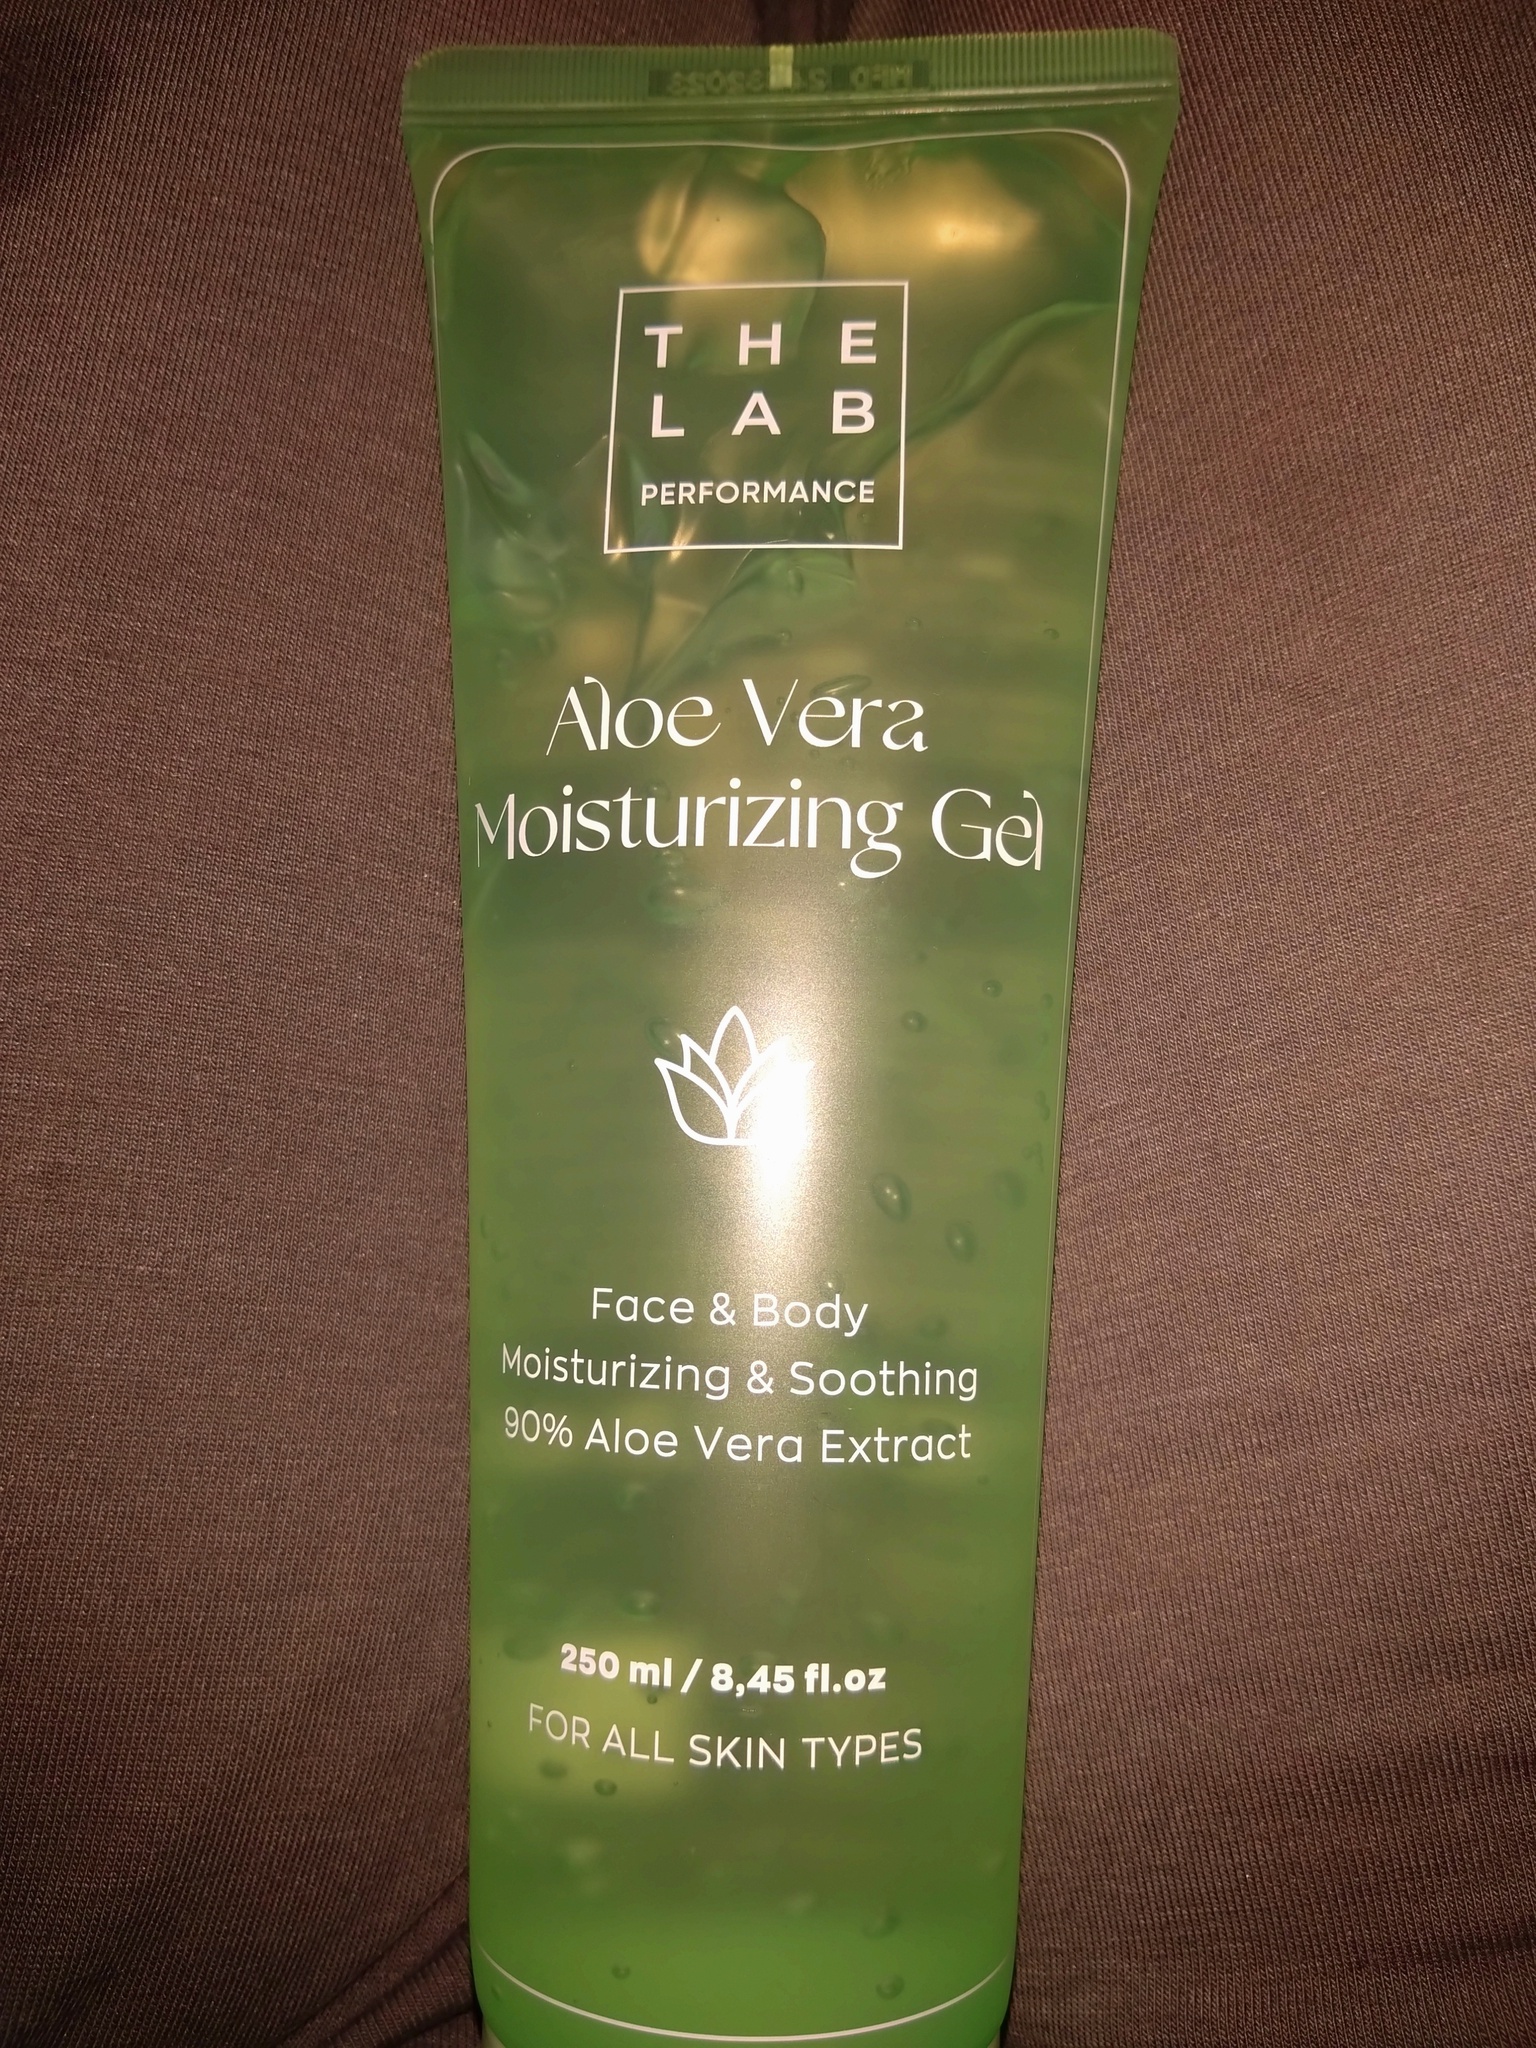 THE
LAB
PERFORMANCE
Aloe Vera
Moisturizing Gel
Face & Body
Moisturizing & Soothing
90% Aloe Vera Extract
250 ml / 8,45 fl.oz
FOR ALL SKIN TYPES